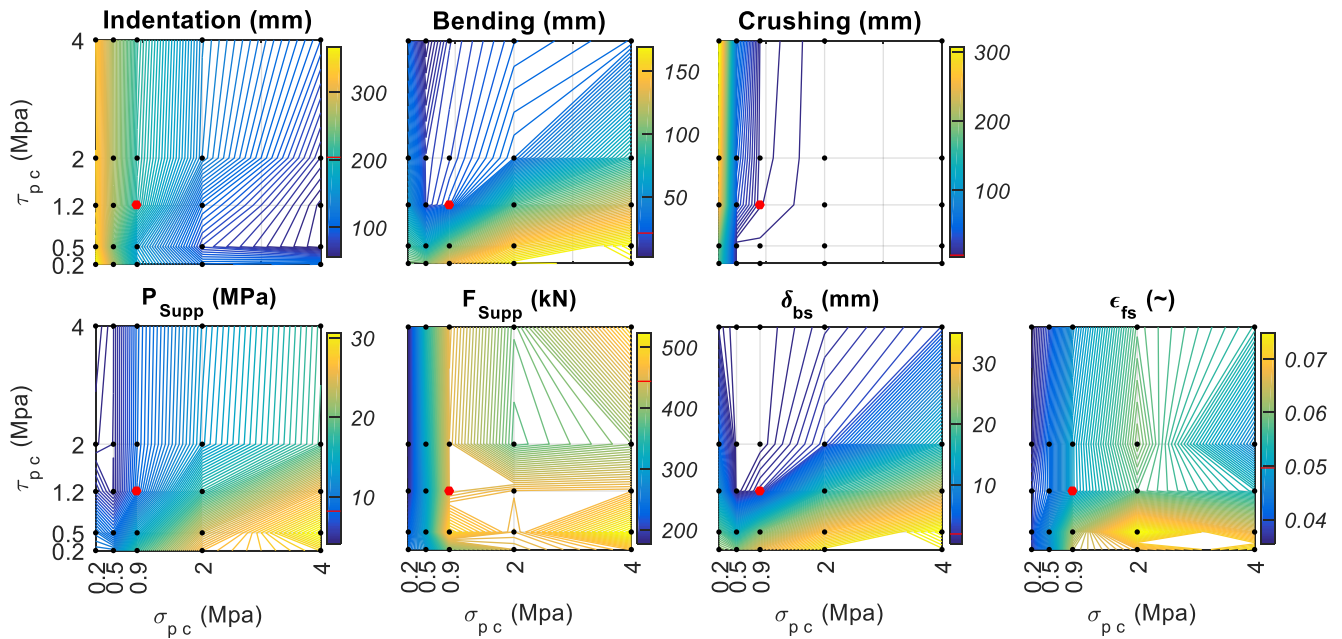 Indentation (mm)
Bending (mm)
Crushing (mm)
4
2
1.2
0.5
0.2
τ p c (Mpa)
300
200
100
150
100
50
300
200
100
P Supp (MPa)
F Supp (kN)
δ bs (mm)
ϵ fs (~)
4
2
1.2
0.5
0.2
τ p c (Mpa)
30
20
10
500
400
300
200
30
20
10
0.07
0.06
0.05
0.04
0.2 0.5 0.9 2 4
0.2 0.5 0.9 2 4
0.2 0.5 0.9 2 4
0.2 0.5 0.9 2 4
σ p c (Mpa)
σ p c (Mpa)
σ p c (Mpa)
σ p c (Mpa)